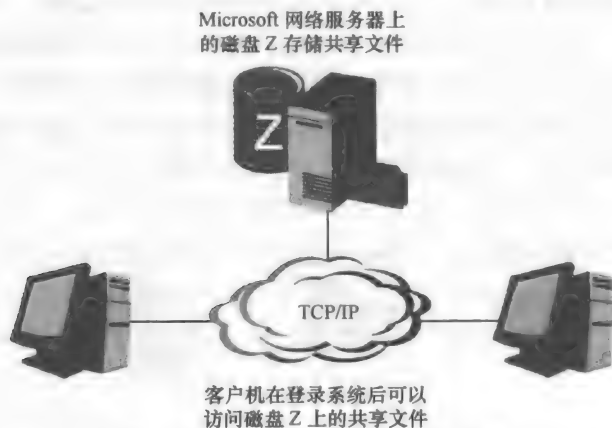 Microsoft 网络服务器上
的磁盘 Z 存储共享文件
Z
TCP/IP
客户机在登录系统后可以
访问磁盘 Z 上的共享文件